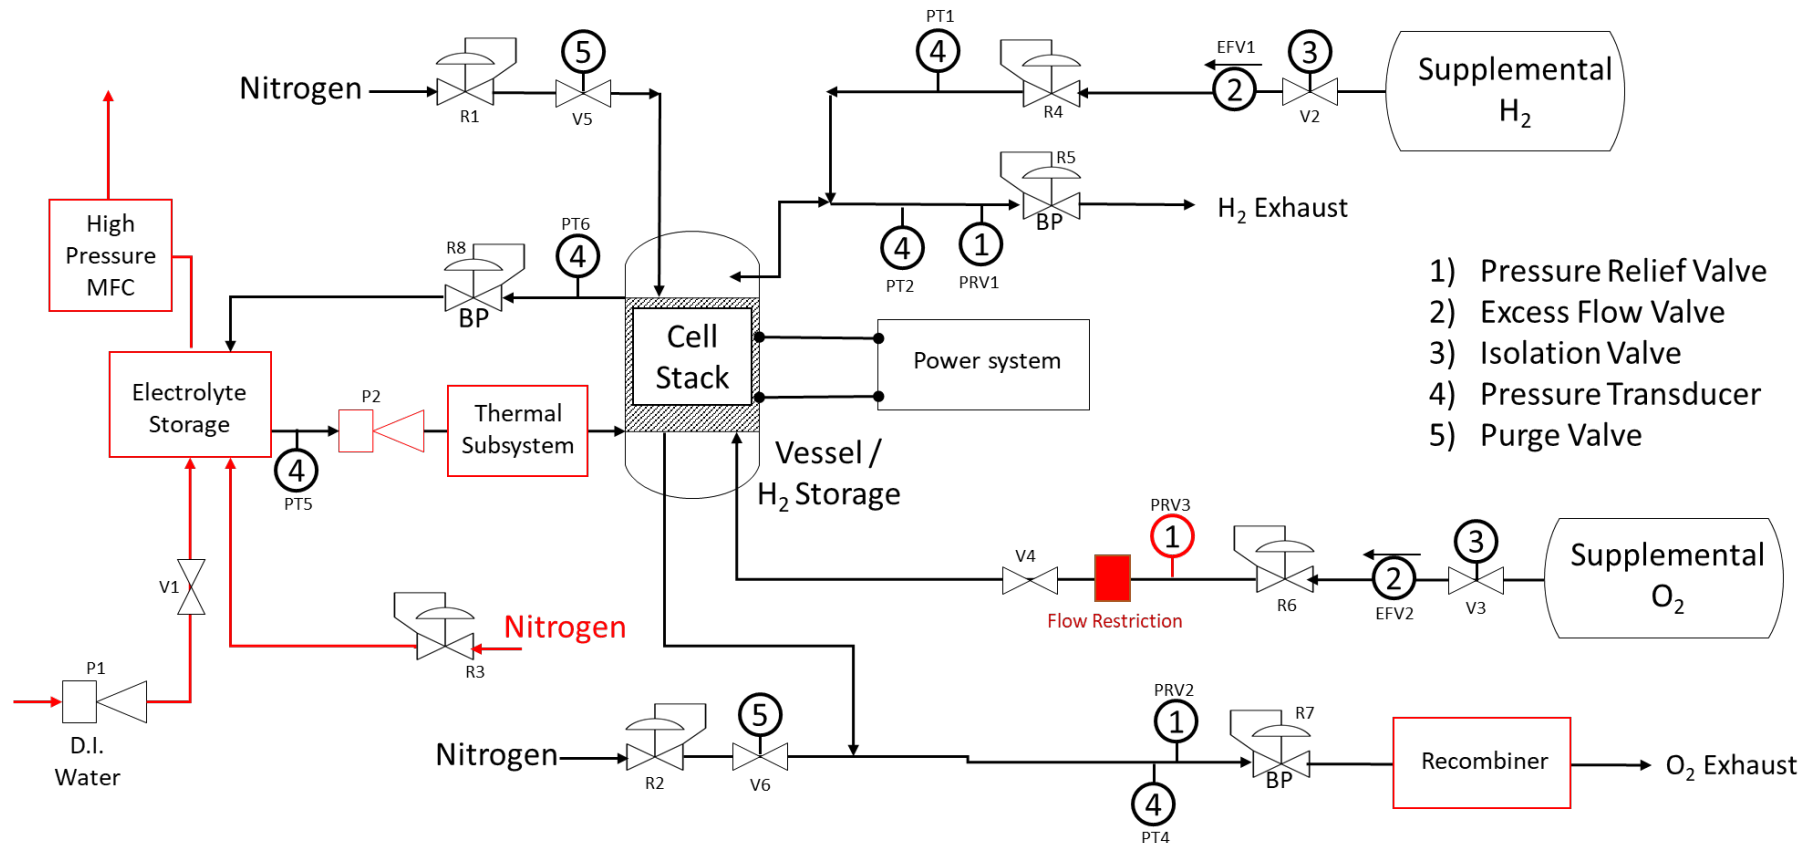 PT1
EFV1
5
4
3
Supplemental
H2
Nitrogen
2
R1
V5
R4
V2
R5
High
Pressure
MFC
PT6
R8
4
BP
H2 Exhaust
4
1
PT2
PRV1
BP
1) Pressure Relief Valve
2) Excess Flow Valve
3) Isolation Valve
4) Pressure Transducer
5) Purge Valve
Cell
Stack
Power system
Electrolyte
Storage
P2
Thermal
Subsystem
4
PT5
Vessel /
H2 Storage
PRV3
1
V4
Flow Restriction
R6
2
EFV2
3
V3
Supplemental
O2
V1
Nitrogen
R3
P1
D.I.
Water
PRV2
5
1
R7
Nitrogen
R2
V6
4
PT4
BP
Recombiner
O2 Exhaust